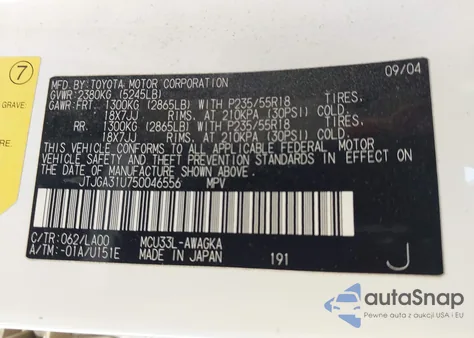 7
GRAVE.
09/04
MFD. BY: TOYOTA MOTOR CORPORATION
GVWR: 2380KG (5245LB)
GAWR: FRT. 1300KG (2865LB) WITH P235/55R18 TIRES.
18X7JJ RIMS. AT 210KPA (30PSI) COLD.
RR. 1300KG (2865LB) WITH P235/55R18 TIRES.
18X7JJ RIMS. AT 210KPA (30PSI) COLD.
THIS VEHICLE CONFORMS TO ALL APPLICABLE FEDERAL MOTOR
VEHICLE THEFT PREVENTION STANDARDS IN EFFECT ON
THE DATE OF MANUFACTURE SHOWN ABOVE.
JTJGA31U750046556 MPV
C/TR: 062/LA00 MCU33L-AWAGKA
A/TM: -01A/U151E MADE IN JAPAN 191 J
autoSnap
Pewne auta z aukcji USA i EU